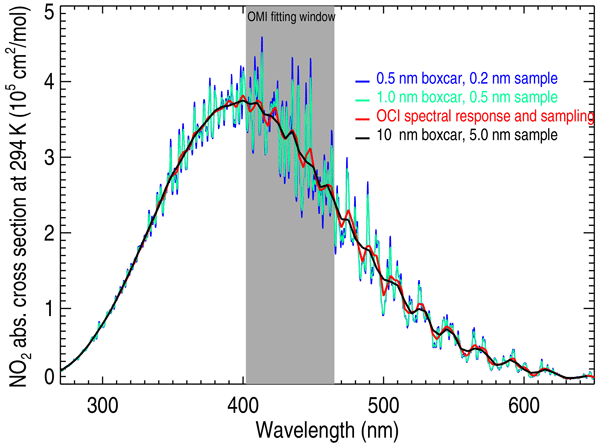 OMI fitting window
0.5 nm boxcar, 0.2 nm sample
1.0 nm boxcar, 0.5 nm sample
OCI spectral response and sampling
10 nm boxcar, 5.0 nm sample
NO₂ abs. cross section at 294 K (10⁵ cm²/mol)
5
4
3
2
1
0
300 400 500 600
Wavelength (nm)